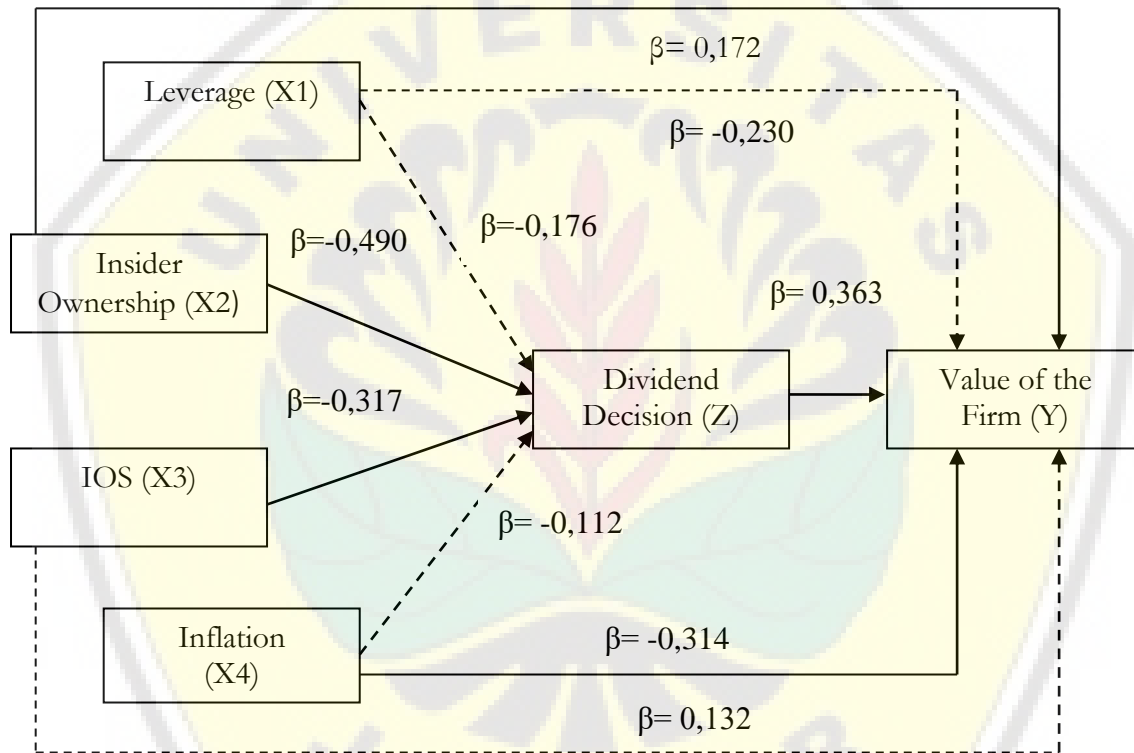 UNIVERSITAS
β= 0,172
Leverage (X1)
β= -0,230
β=-0,490
β=-0,176
Insider
Ownership (X2)
β= 0,363
Dividend
Decision (Z)
Value of the
Firm (Y)
β=-0,317
IOS (X3)
β= -0,112
Inflation
(X4)
β= -0,314
β= 0,132